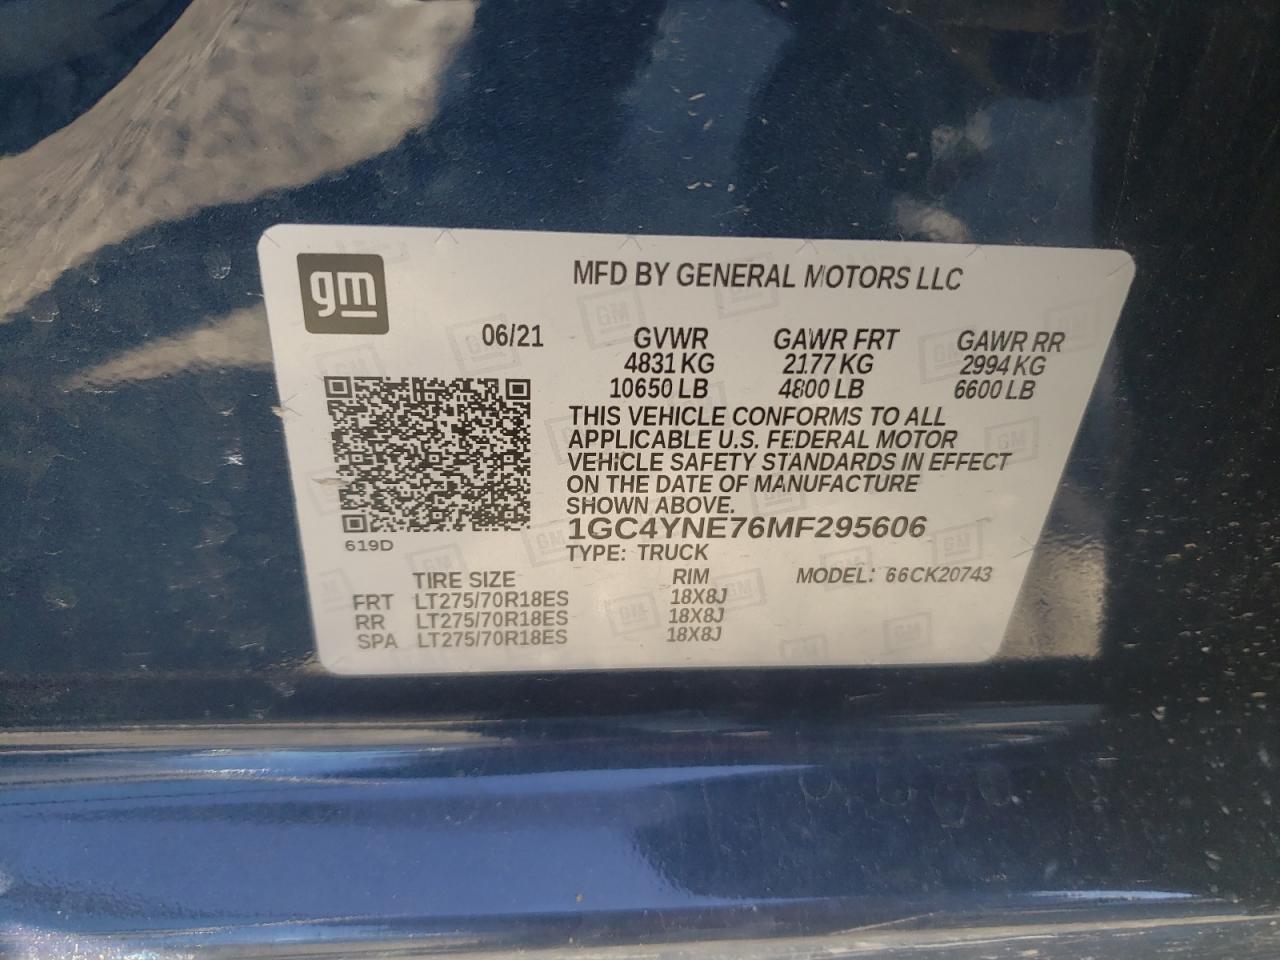 gm
MFD BY GENERAL MOTORS LLC
06/21 GVWR GAWR FRT GAWR RR
4831 KG 2177 KG 2994 KG
10650 LB 4800 LB 6600 LB
THIS VEHICLE CONFORMS TO ALL
APPLICABLE U.S. FEDERAL MOTOR
VEHICLE SAFETY STANDARDS IN EFFECT
ON THE DATE OF MANUFACTURE
SHOWN ABOVE.
1GC4YNE76MF295606
619D
TYPE: TRUCK
TIRE SIZE RIM MODEL: 66CK20743
FRT LT275/70R18ES 18X8J
RR LT275/70R18ES 18X8J
SPA LT275/70R18ES 18X8J